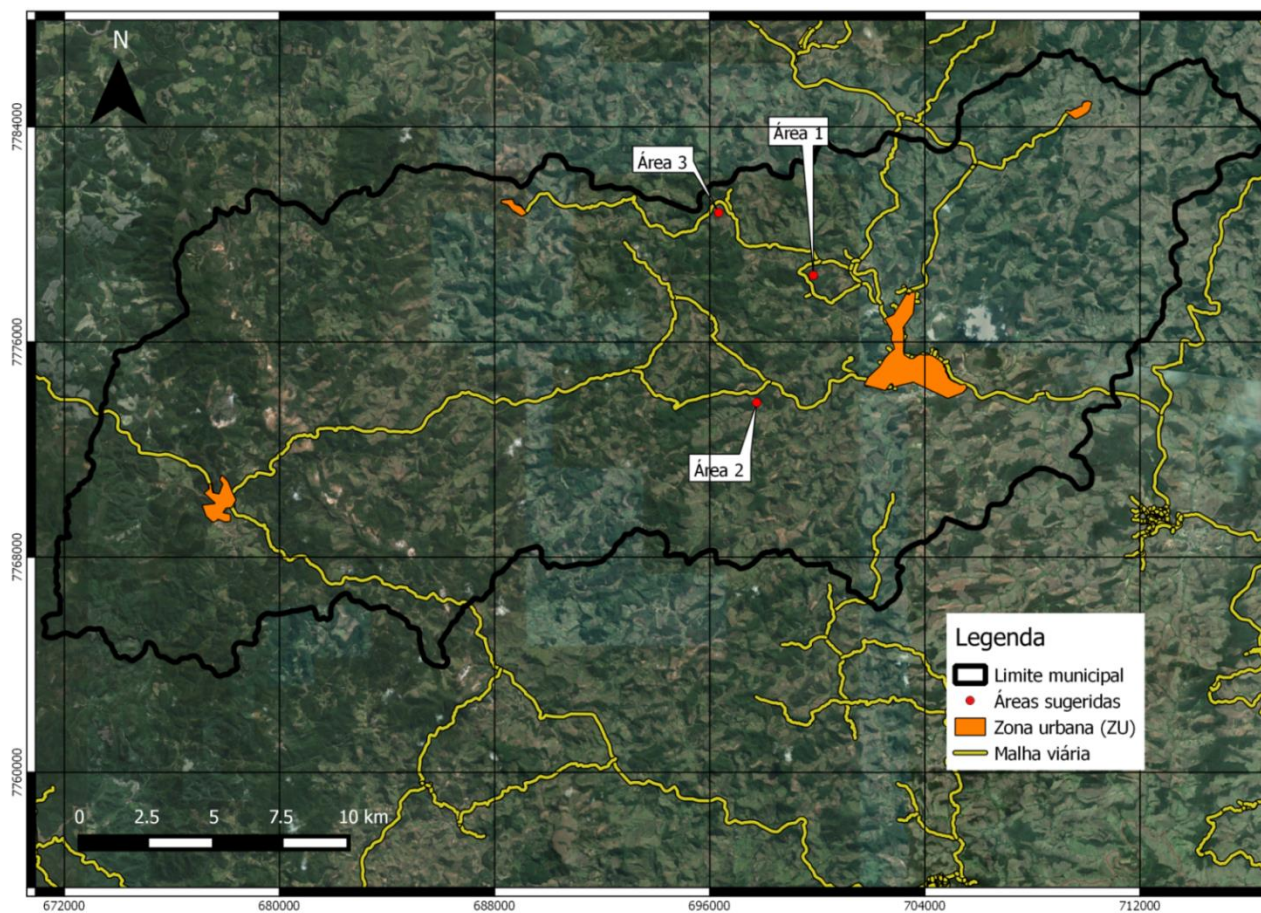 N
Área 1
Área 3
Área 2
7784000
7776000
7768000
7760000
Legenda
Limite municipal
Áreas sugeridas
Zona urbana (ZU)
Malha viária
0 2.5 5 7.5 10 km
672000 680000 688000 696000 704000 712000